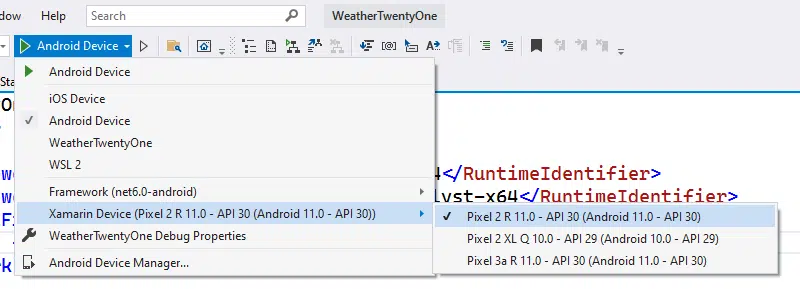 ndow Help Search WeatherTwentyOne
Android Device
Android Device
iOS Device
Android Device
WeatherTwentyOne
WSL 2
4</RuntimeIdentifier>
lyst-x64</RuntimeIdentifier>
Framework (net6.0-android)
Xamarin Device (Pixel 2 R 11.0 - API 30 (Android 11.0 - API 30))
Pixel 2 R 11.0 - API 30 (Android 11.0 - API 30)
WeatherTwentyOne Debug Properties
Pixel 2 XL Q 10.0 - API 29 (Android 10.0 - API 29)
Android Device Manager...
Pixel 3a R 11.0 - API 30 (Android 11.0 - API 30)